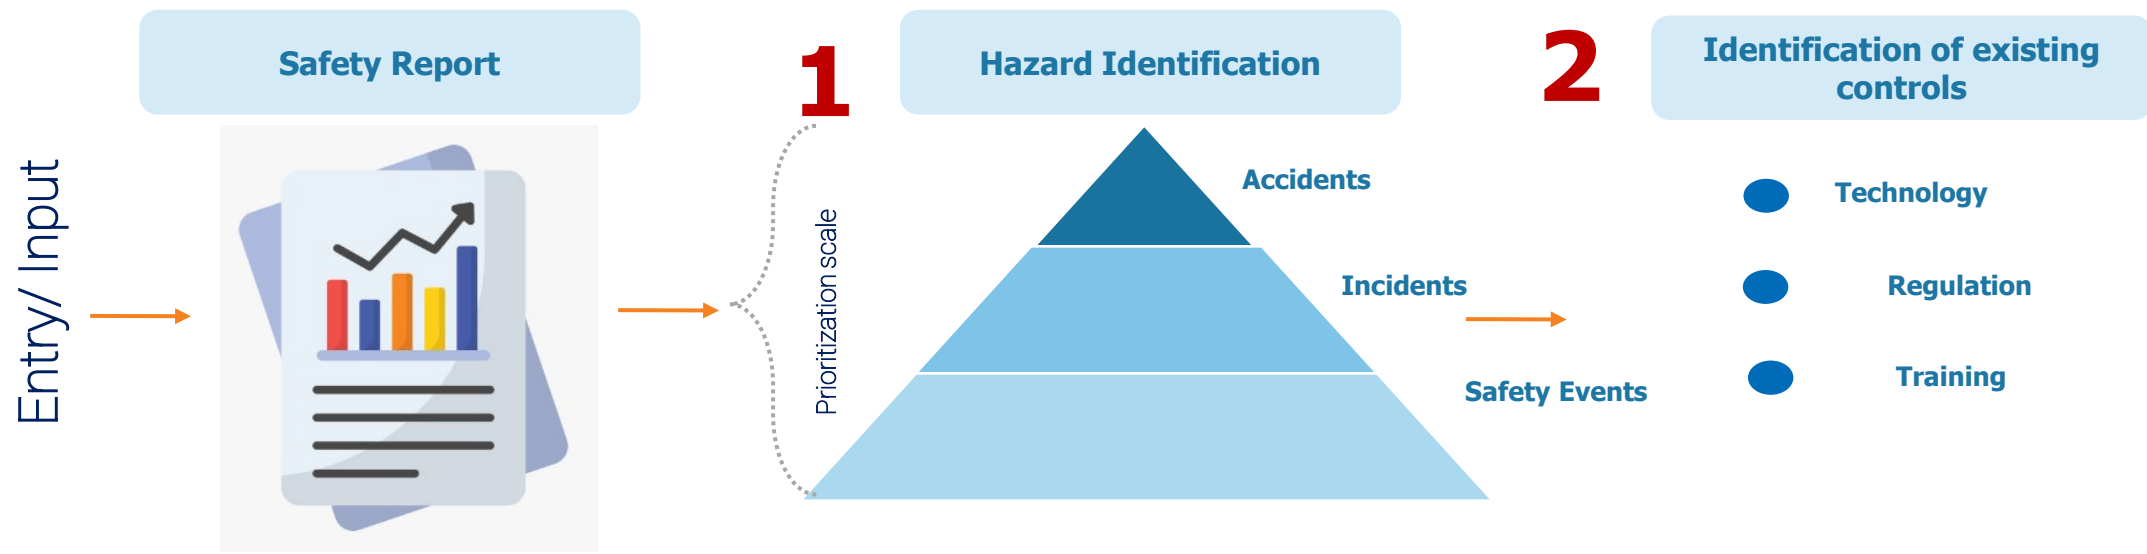 Entry/ Input
Safety Report
1
Hazard Identification
Prioritization scale
Accidents
Incidents
Safety Events
2
Identification of existing
controls
Technology
Regulation
Training